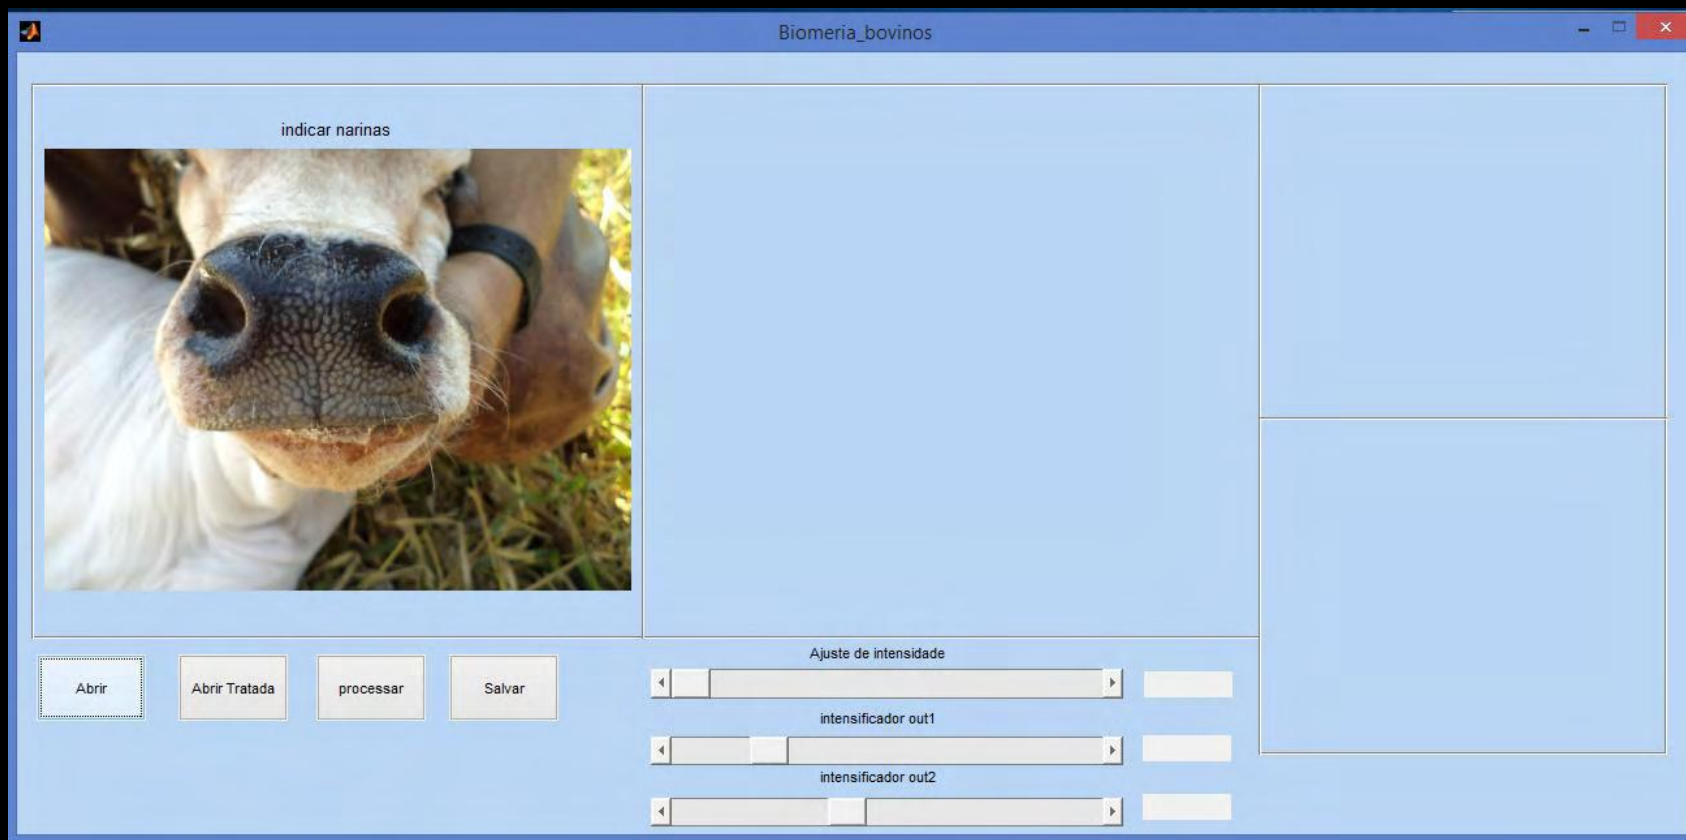 Biomeria_bovinos
indicar narinas
Abrir
Abrir Tratada
processar
Salvar
Ajuste de intensidade
intensificador out1
intensificador out2